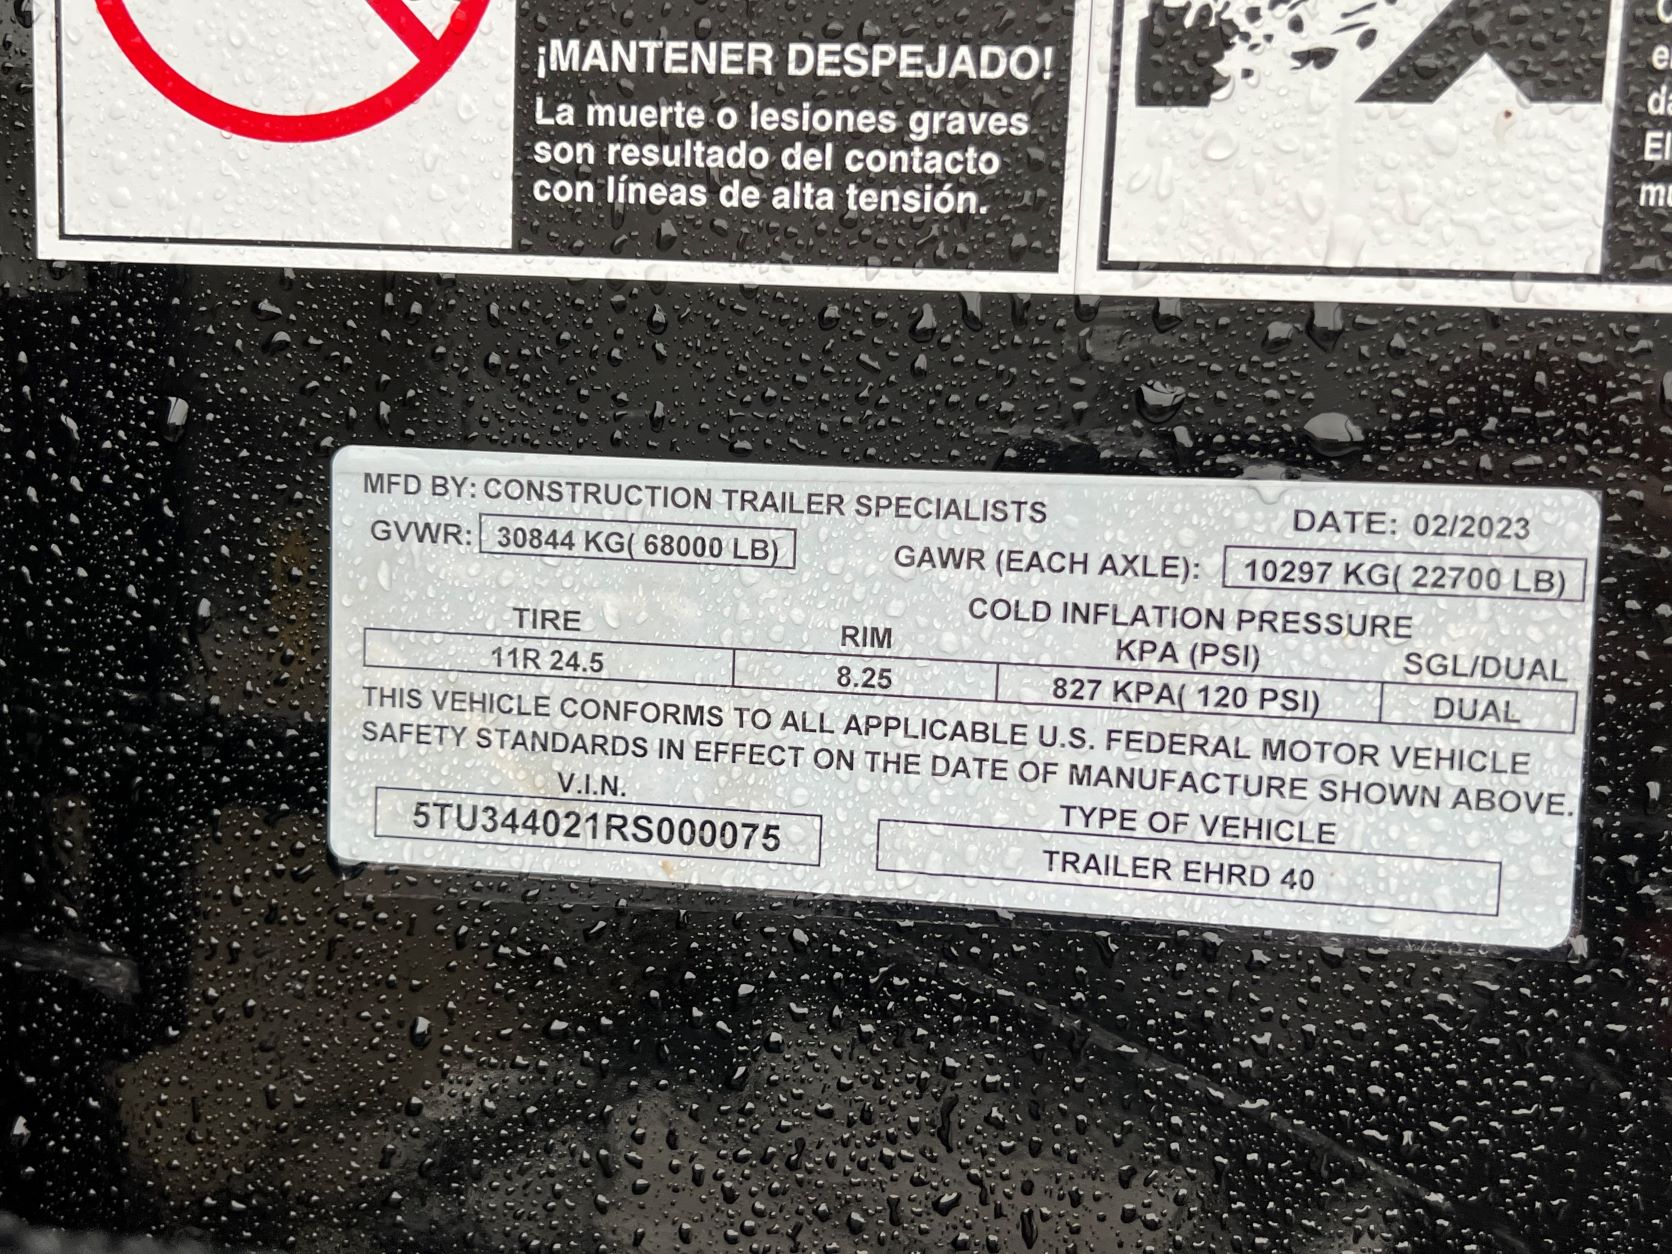 ¡MANTENER DESPEJADO!
La muerte o lesiones graves
son resultado del contacto
con líneas de alta tensión.
El
MFD BY: CONSTRUCTION TRAILER SPECIALISTS
DATE: 02/2023
GVWR: 30844 KG( 68000 LB)
GAWR (EACH AXLE): 10297 KG( 22700 LB)
COLD INFLATION PRESSURE
TIRE RIM KPA (PSI) SGL/DUAL
11R 24.5 8.25 827 KPA( 120 PSI) DUAL
THIS VEHICLE CONFORMS TO ALL APPLICABLE U.S. FEDERAL MOTOR VEHICLE
SAFETY STANDARDS IN EFFECT ON THE DATE OF MANUFACTURE SHOWN ABOVE.
V.I.N. TYPE OF VEHICLE
5TU344021RS000075 TRAILER EHRD 40